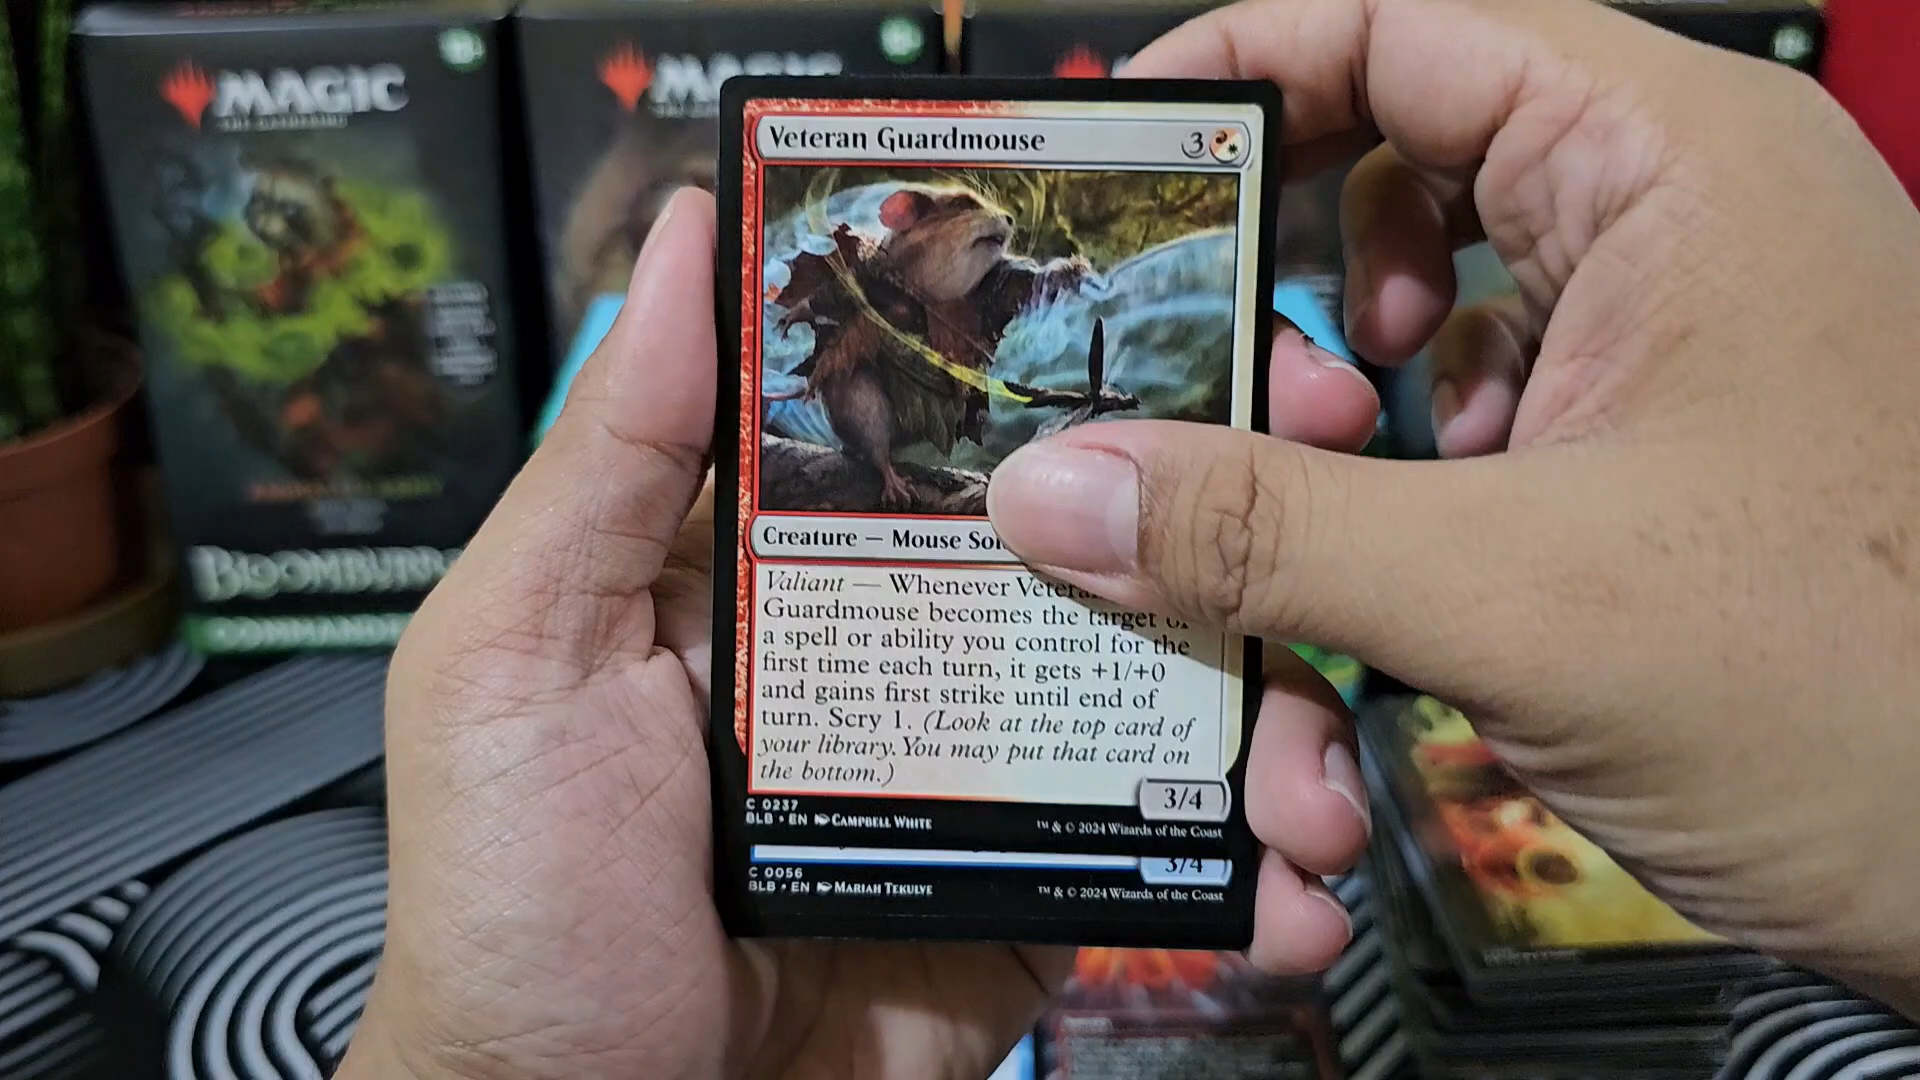 MAGIC
THE GATHERING
MAGIC
Veteran Guardmouse
3
Creature — Mouse Sol
Valiant — Whenever Veteran
Guardmouse becomes the target of
a spell or ability you control for the
first time each turn, it gets +1/+0
and gains first strike until end of
turn. Scry 1. (Look at the top card of
your library. You may put that card on
the bottom.)
3/4
C 0237
BLB • EN CAMPBELL WHITE
™ & © 2024 Wizards of the Coast
3/4
C 0056
BLB • EN MARIAH TEKULVE
™ & © 2024 Wizards of the Coast
BLOOMBURR
COMMANDE